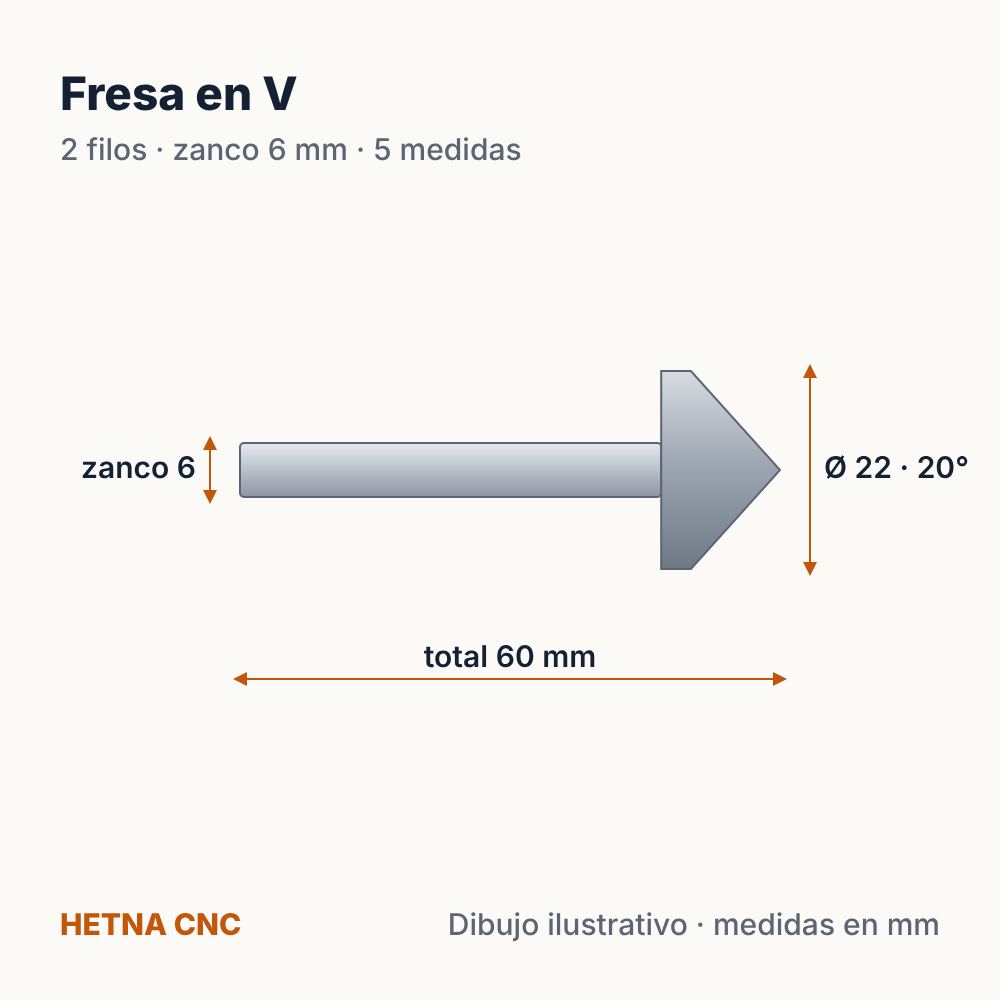 Fresa en V
2 filos · zanco 6 mm · 5 medidas
zanco 6
Ø 22 · 20°
total 60 mm
HETNA CNC
Dibujo ilustrativo · medidas en mm